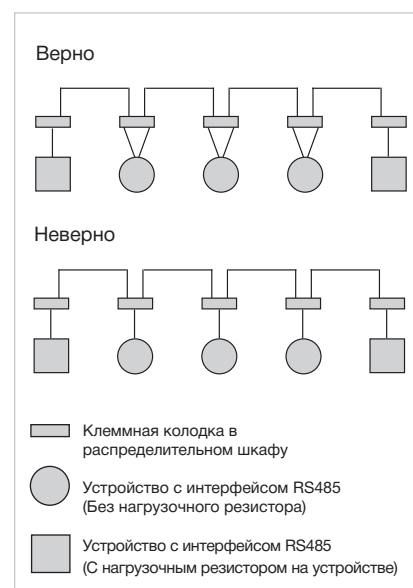 Верно
Неверно
Клеммная колодка в
распределительном шкафу
Устройство с интерфейсом RS485
(Без нагрузочного резистора)
Устройство с интерфейсом RS485
(С нагрузочным резистором на устройстве)